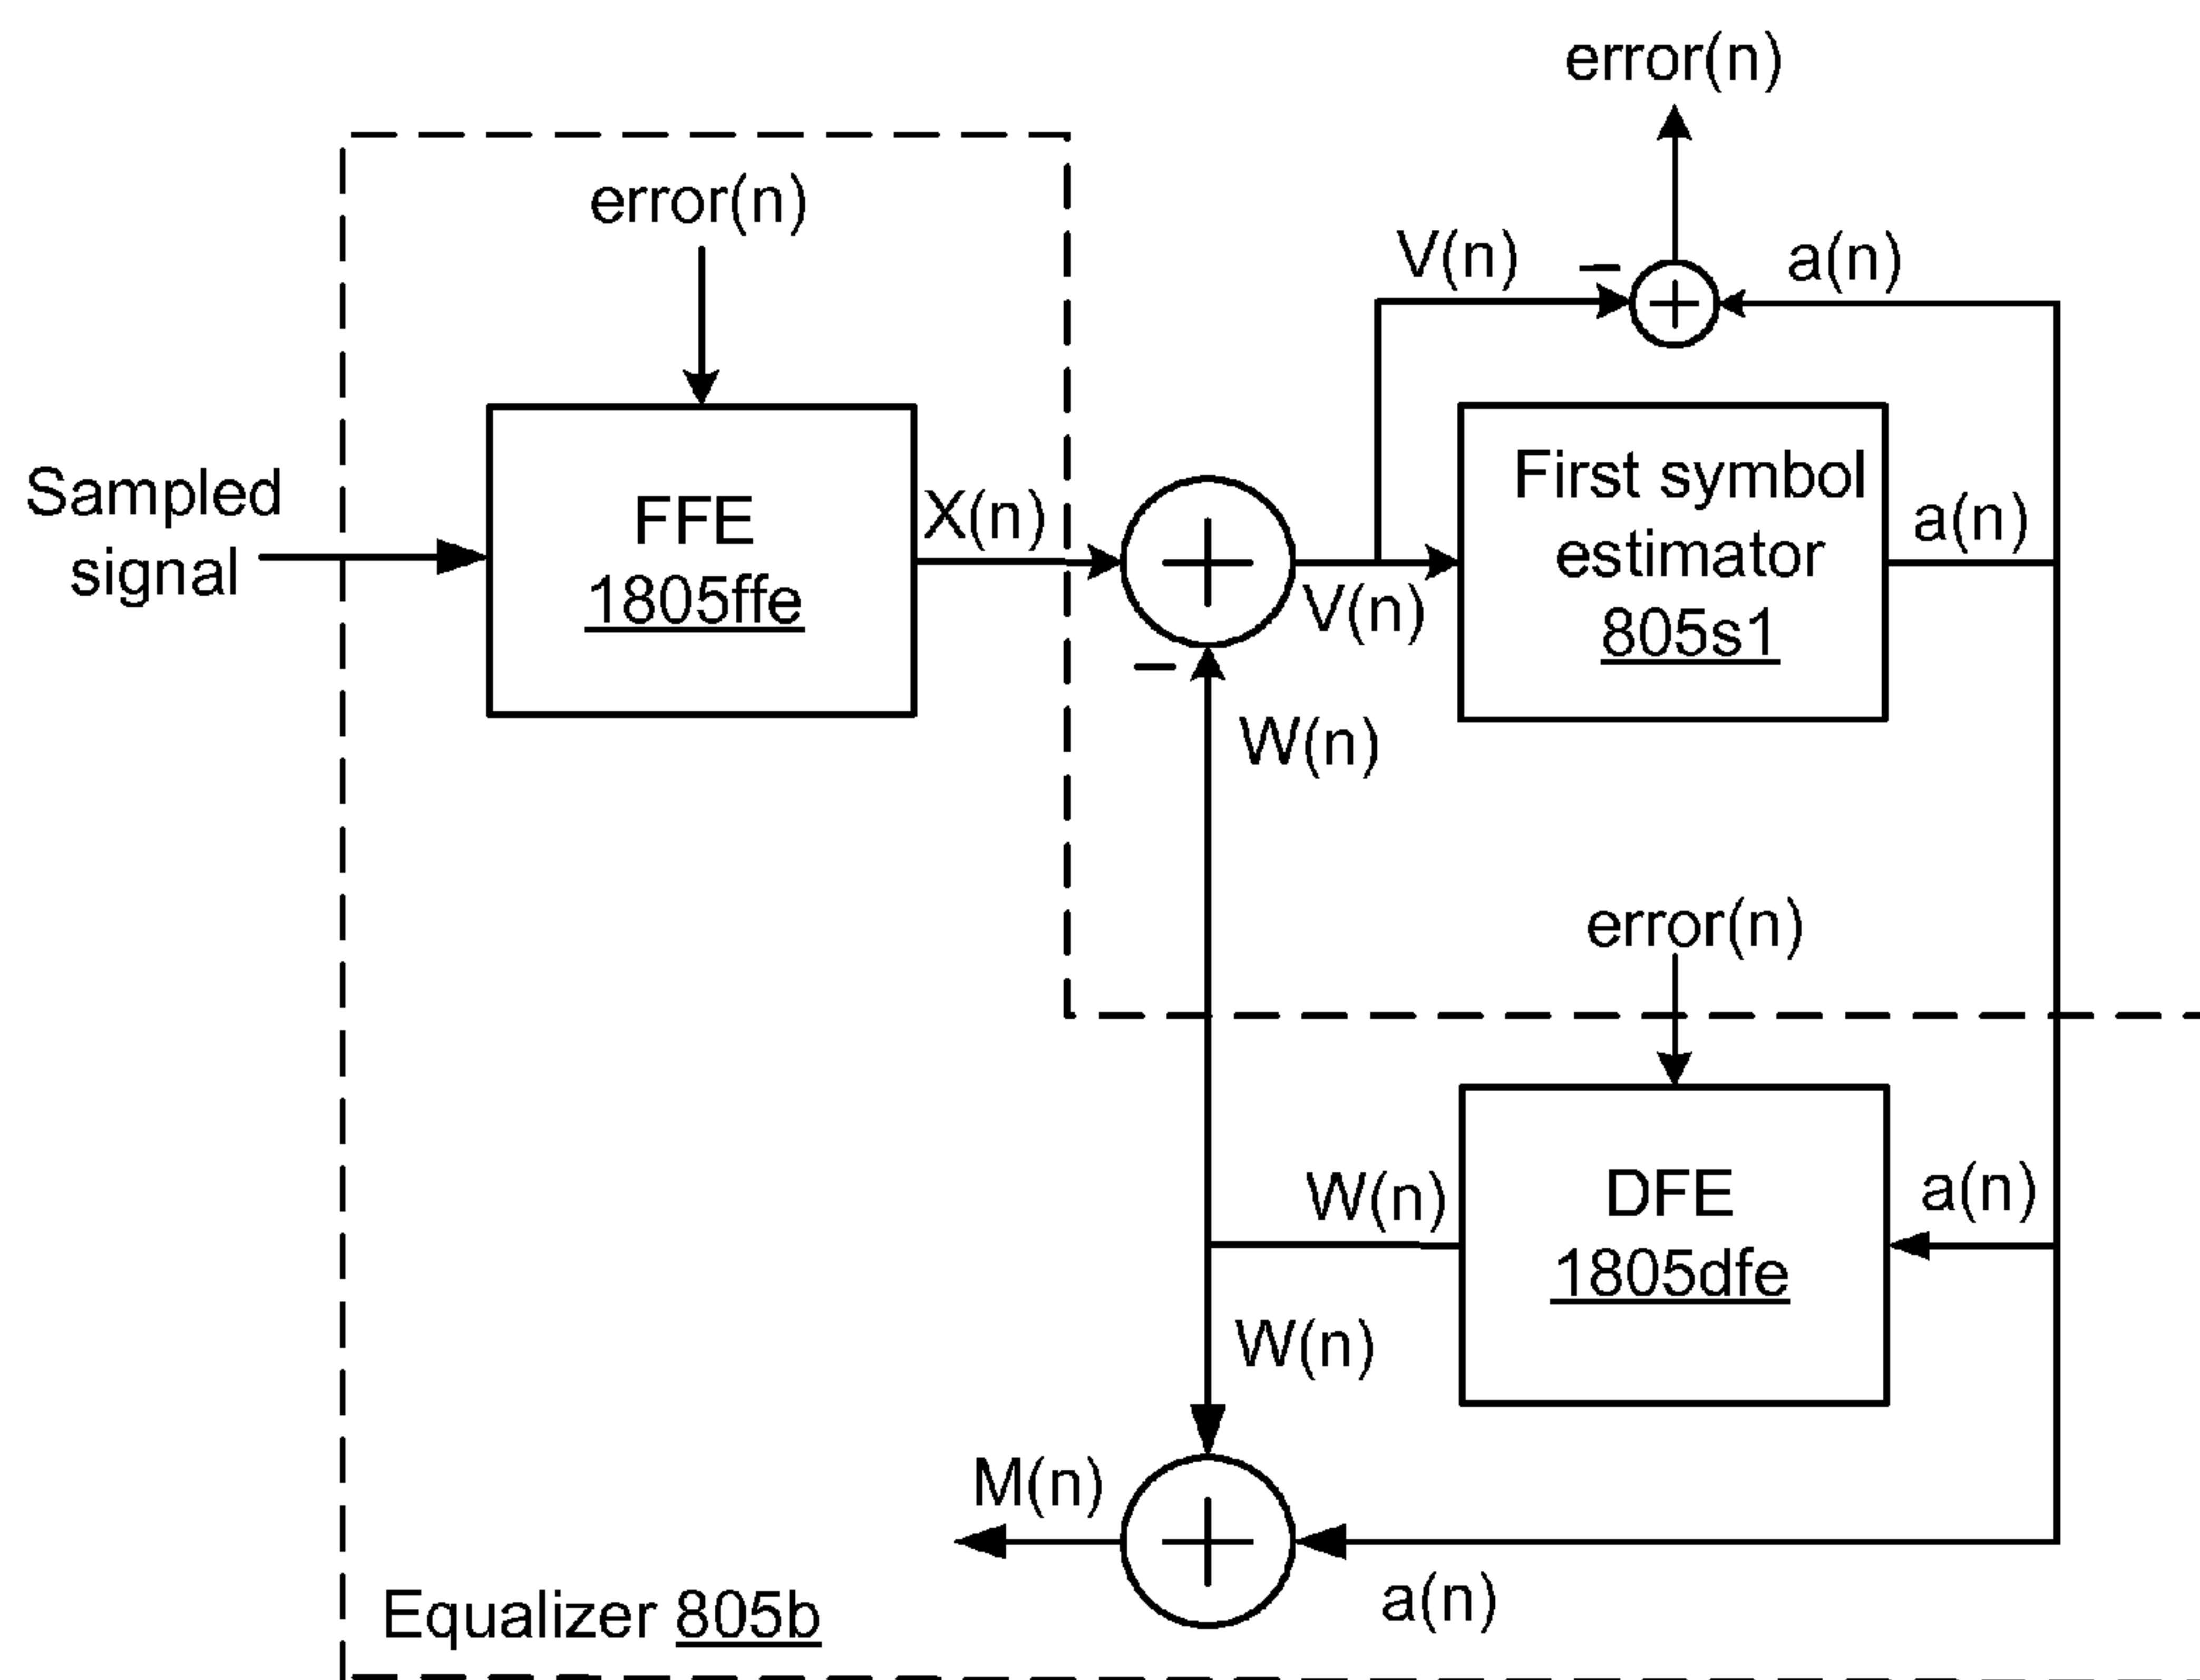 error(n)
error(n)
V(n)
−
a(n)
Sampled
signal
FFE
1805ffe
X(n)
+
−
V(n)
+
First symbol
estimator
805s1
a(n)
W(n)
error(n)
W(n)
DFE
1805dfe
a(n)
W(n)
M(n)
+
a(n)
Equalizer 805b